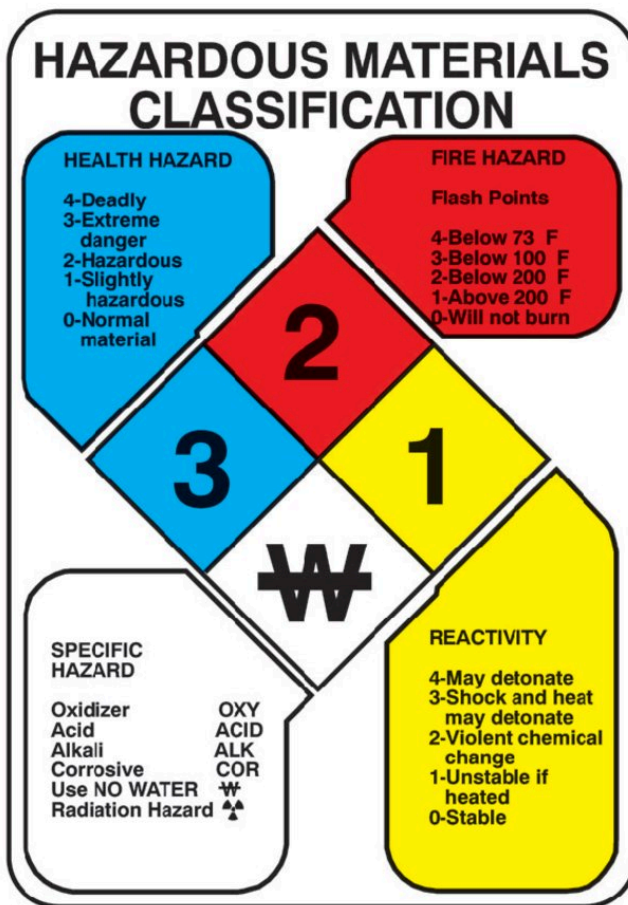 HAZARDOUS MATERIALS
CLASSIFICATION
HEALTH HAZARD
4-Deadly
3-Extreme
danger
2-Hazardous
1-Slightly
hazardous
0-Normal
material
FIRE HAZARD
Flash Points
4-Below 73 F
3-Below 100 F
2-Below 200 F
1-Above 200 F
0-Will not burn
2
3
1
W
SPECIFIC
HAZARD
Oxidizer OXY
Acid ACID
Alkali ALK
Corrosive COR
Use NO WATER W
Radiation Hazard ☢
REACTIVITY
4-May detonate
3-Shock and heat
may detonate
2-Violent chemical
change
1-Unstable if
heated
0-Stable